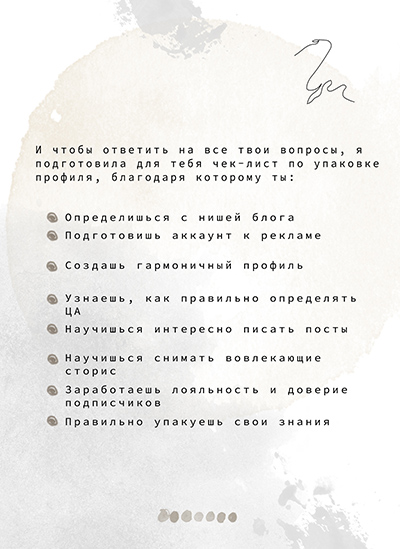 И чтобы ответить на все твои вопросы, я
подготовила для тебя чек-лист по упаковке
профиля, благодаря которому ты:
Определишься с нишей блога
Подготовишь аккаунт к рекламе
Создашь гармоничный профиль
Узнаешь, как правильно определять
ЦА
Научишься интересно писать посты
Научишься снимать вовлекающие
сторис
Заработаешь лояльность и доверие
подписчиков
Правильно упакуешь свои знания